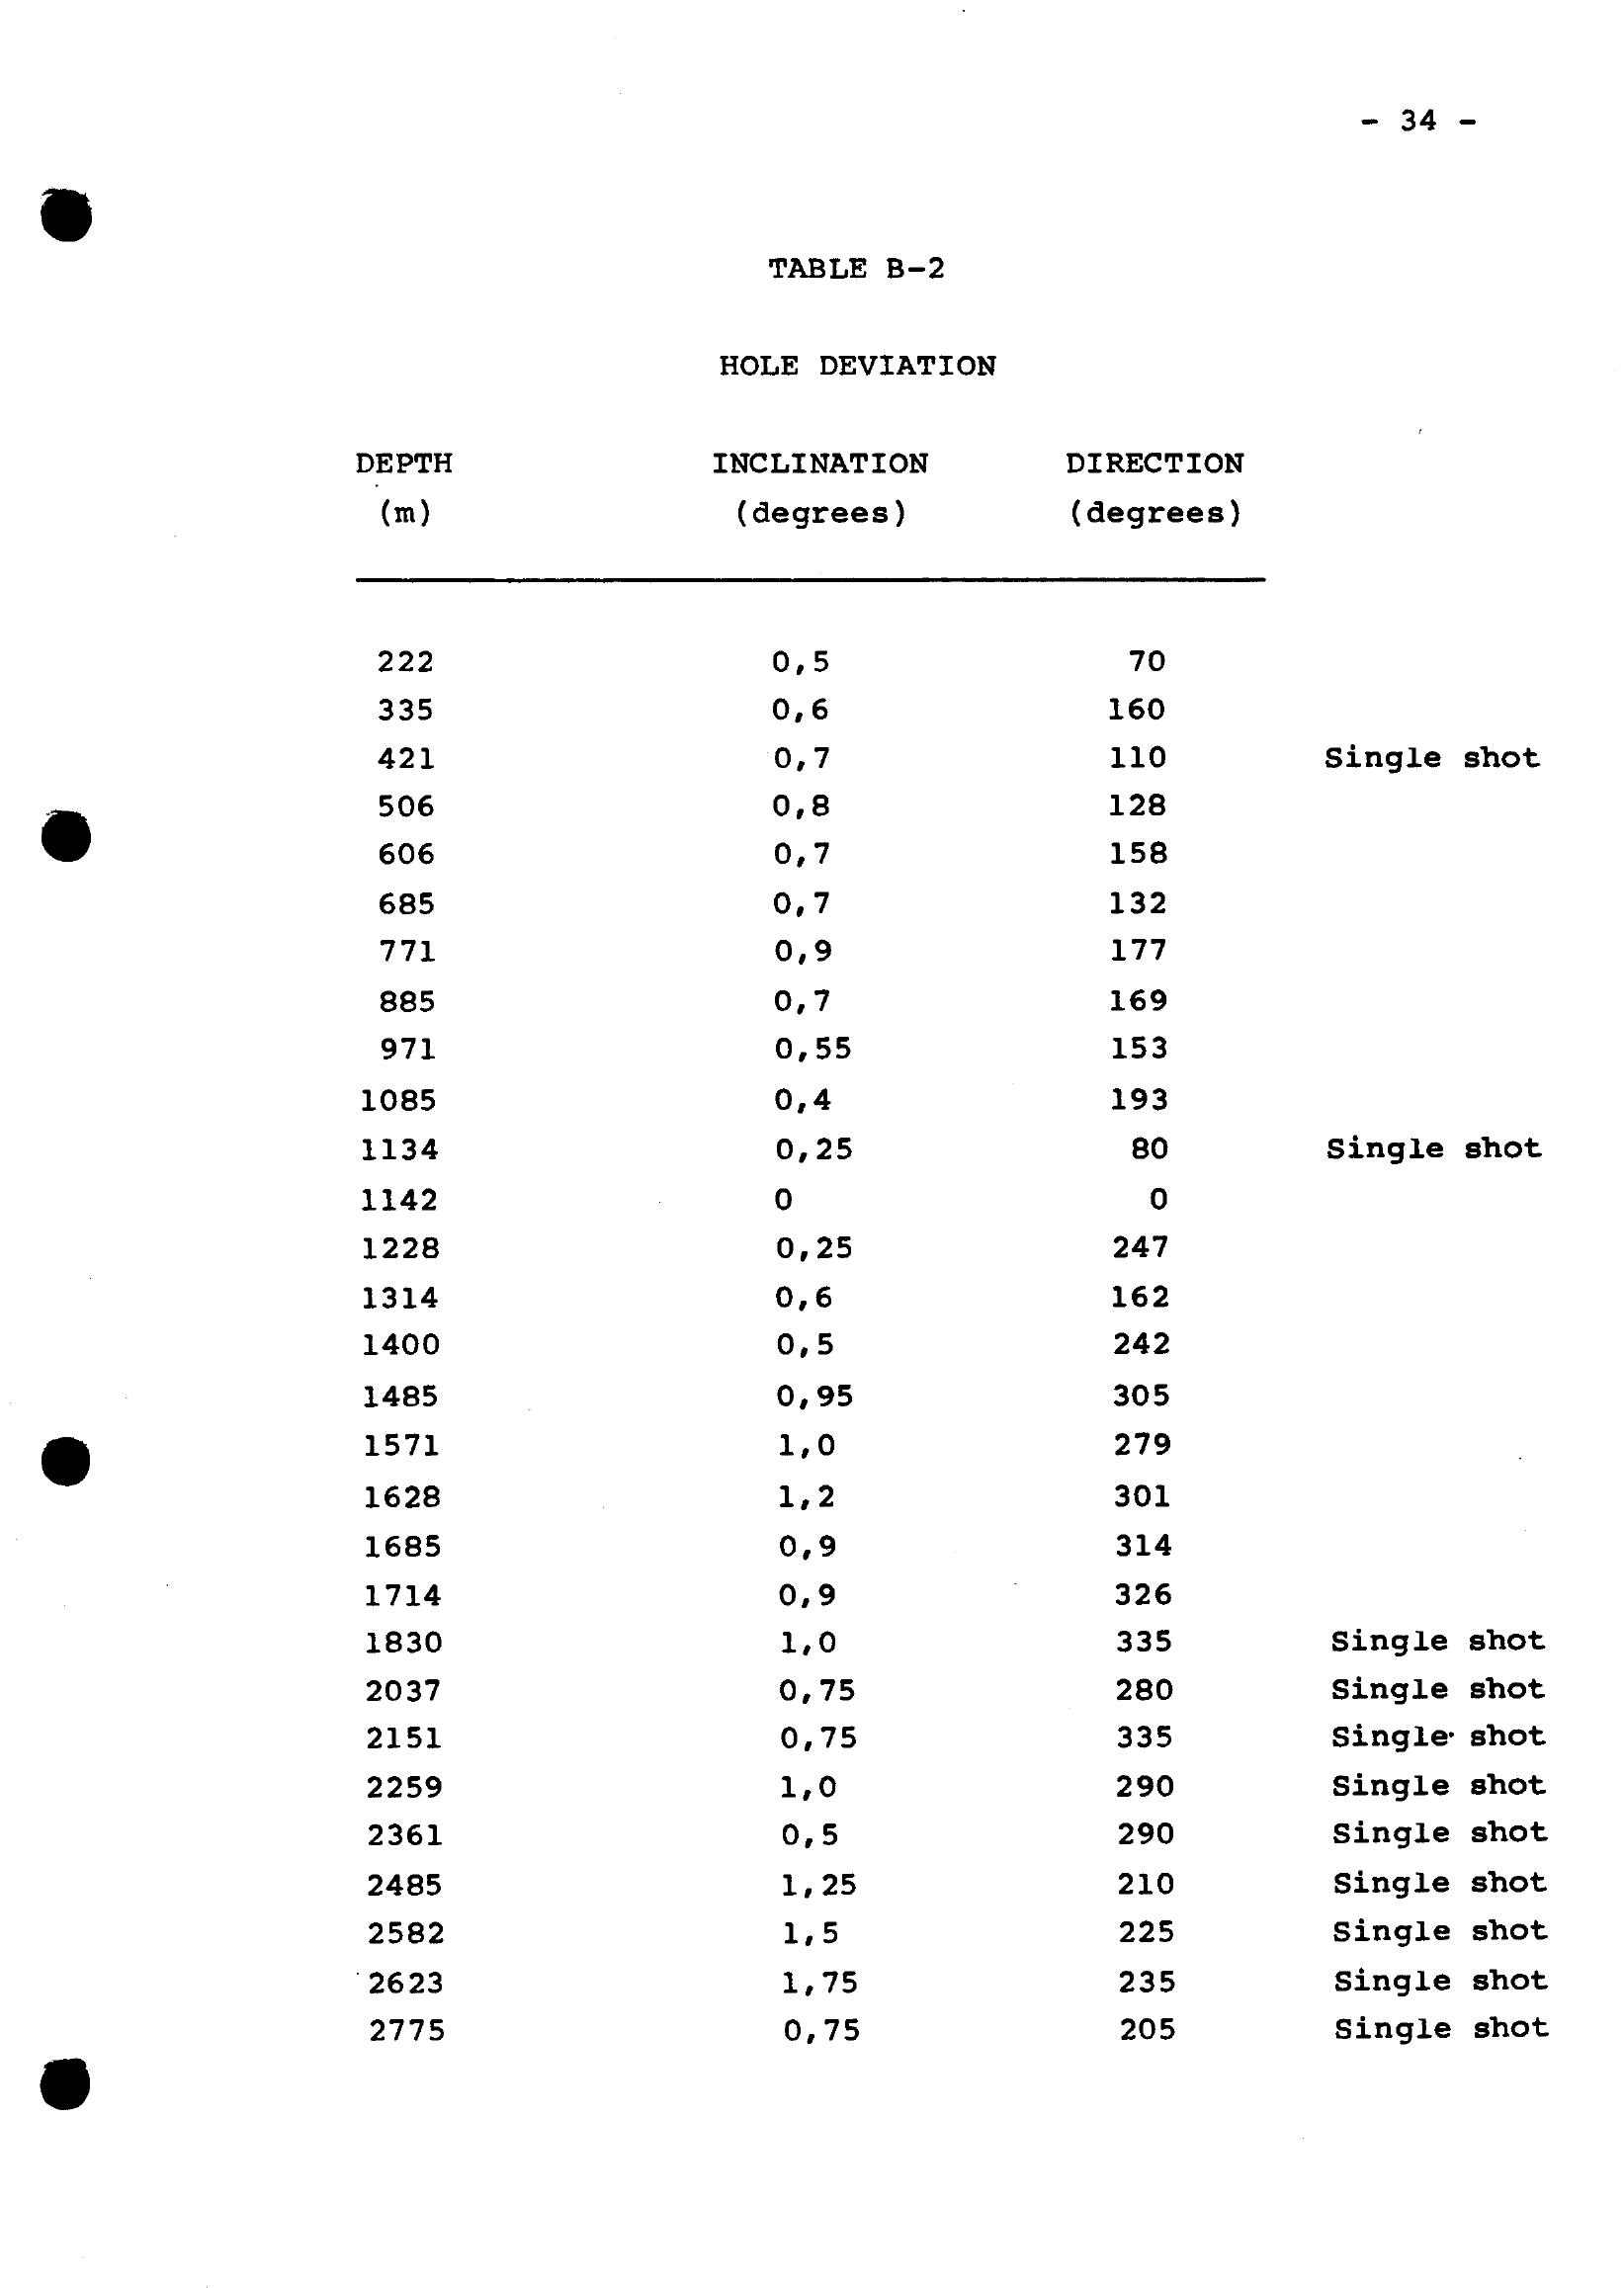 - 34 -
TABLE B-2
HOLE DEVIATION
DEPTH INCLINATION DIRECTION
(m) (degrees) (degrees)
222 0,5 70
335 0,6 160
421 0,7 110 Single shot
506 0,8 128
606 0,7 158
685 0,7 132
771 0,9 177
885 0,7 169
971 0,55 153
1085 0,4 193
1134 0,25 80 Single shot
1142 0 0
1228 0,25 247
1314 0,6 162
1400 0,5 242
1485 0,95 305
1571 1,0 279
1628 1,2 301
1685 0,9 314
1714 0,9 326
1830 1,0 335 Single shot
2037 0,75 280 Single shot
2151 0,75 335 Single shot
2259 1,0 290 Single shot
2361 0,5 290 Single shot
2485 1,25 210 Single shot
2582 1,5 225 Single shot
2623 1,75 235 Single shot
2775 0,75 205 Single shot